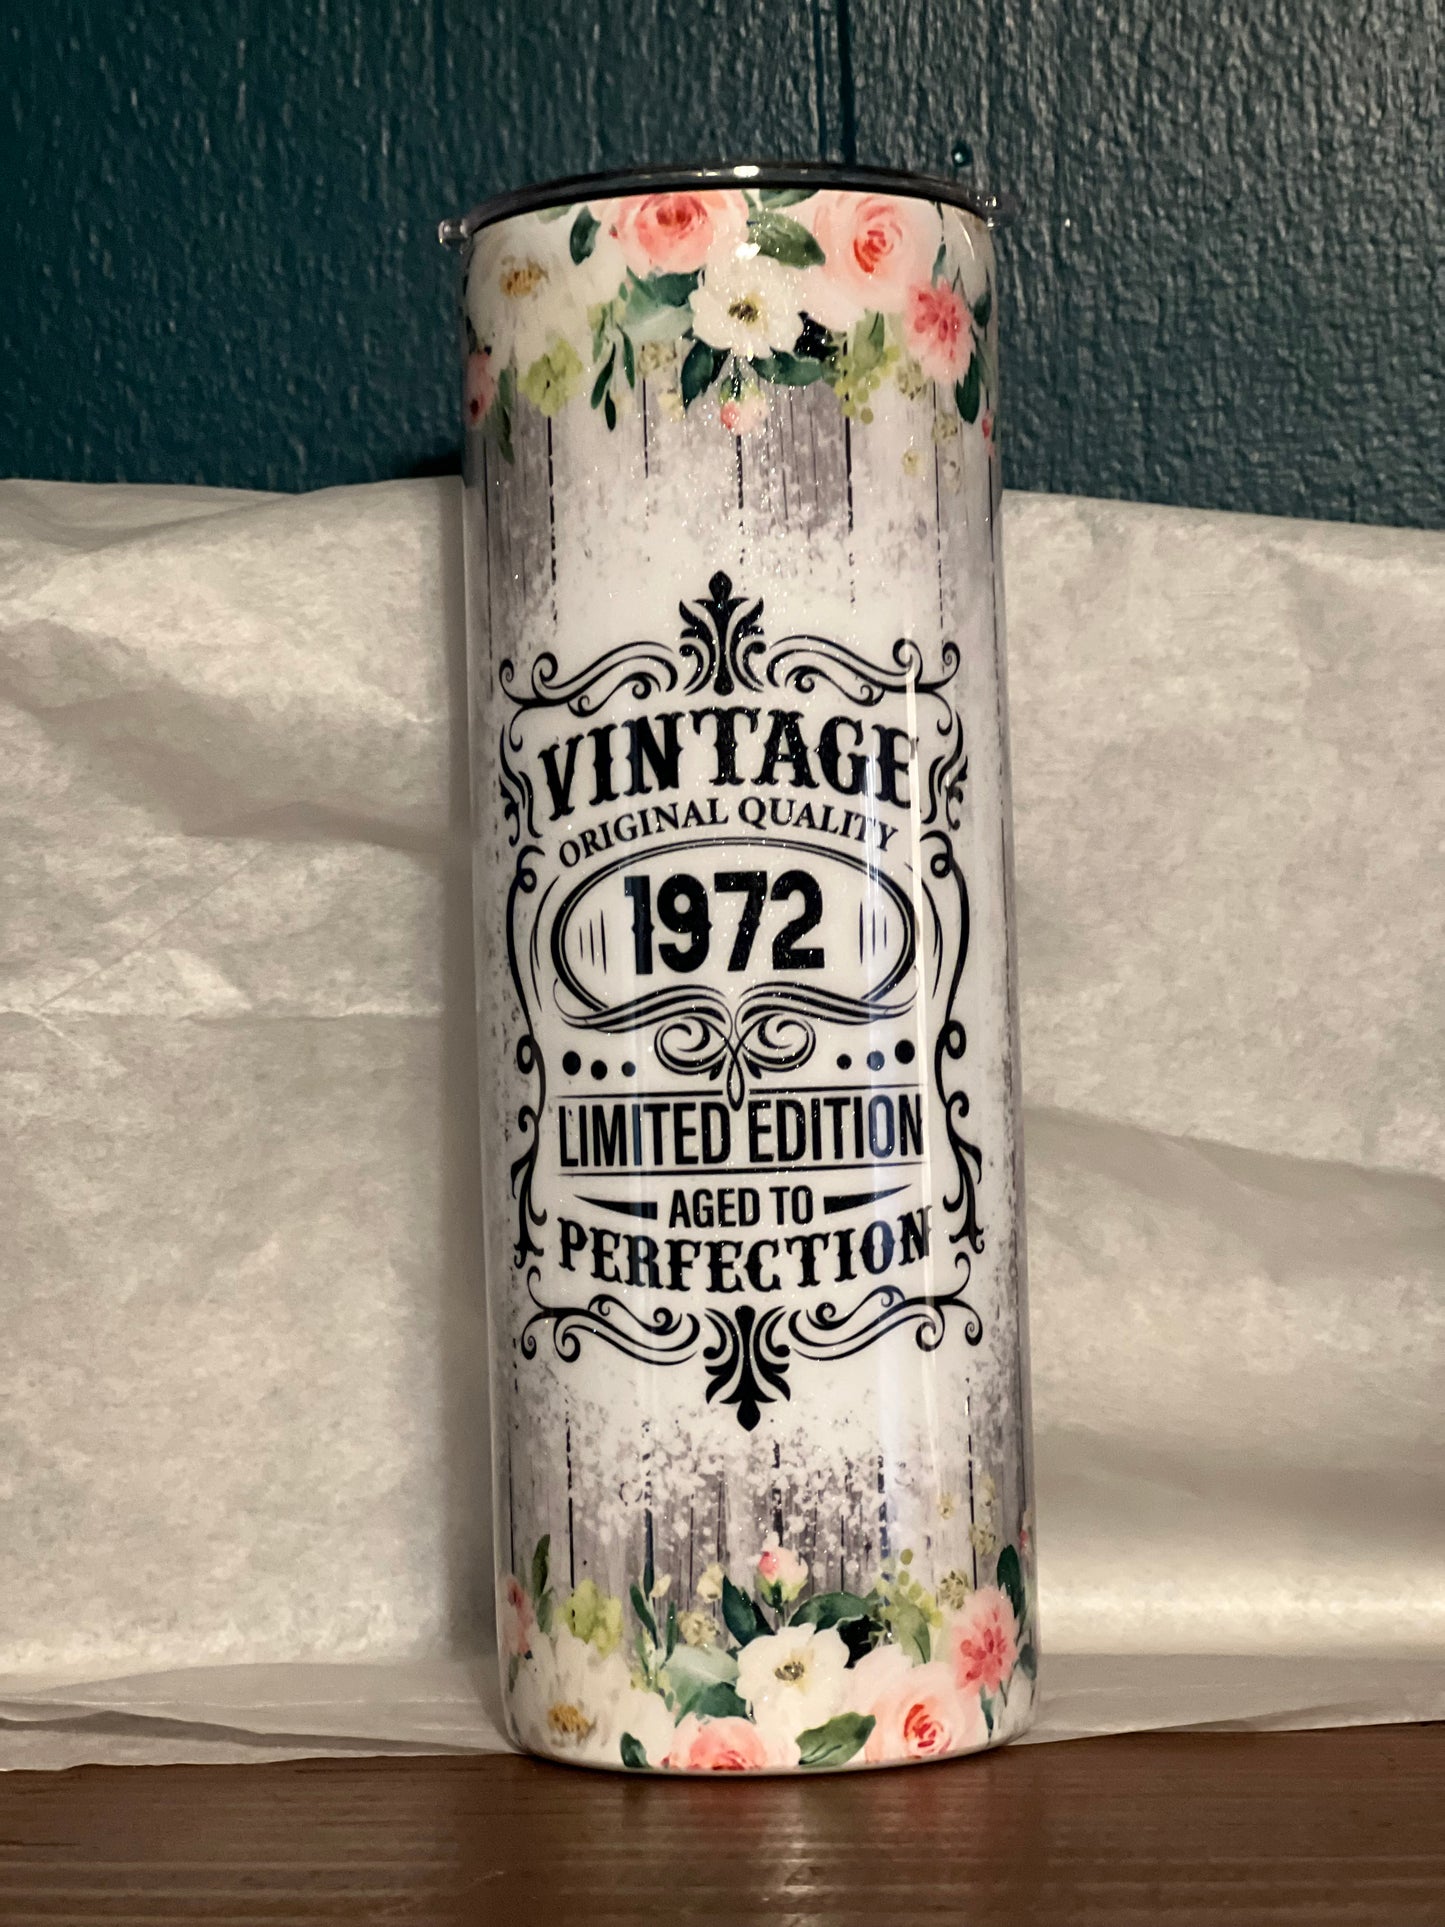 VINTAGE
ORIGINAL QUALITY
1972
LIMITED EDITION
AGED TO
PERFECTION